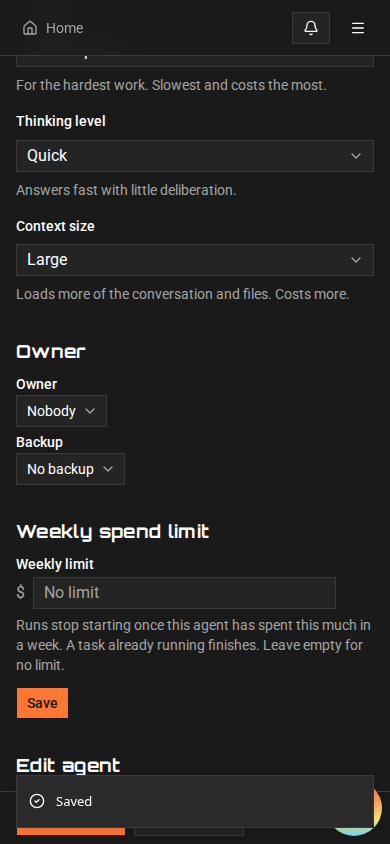 Home
For the hardest work. Slowest and costs the most.
Thinking level
Quick
Answers fast with little deliberation.
Context size
Large
Loads more of the conversation and files. Costs more.
Owner
Owner
Nobody
Backup
No backup
Weekly spend limit
Weekly limit
$ No limit
Runs stop starting once this agent has spent this much in
a week. A task already running finishes. Leave empty for
no limit.
Save
Edit agent
Saved